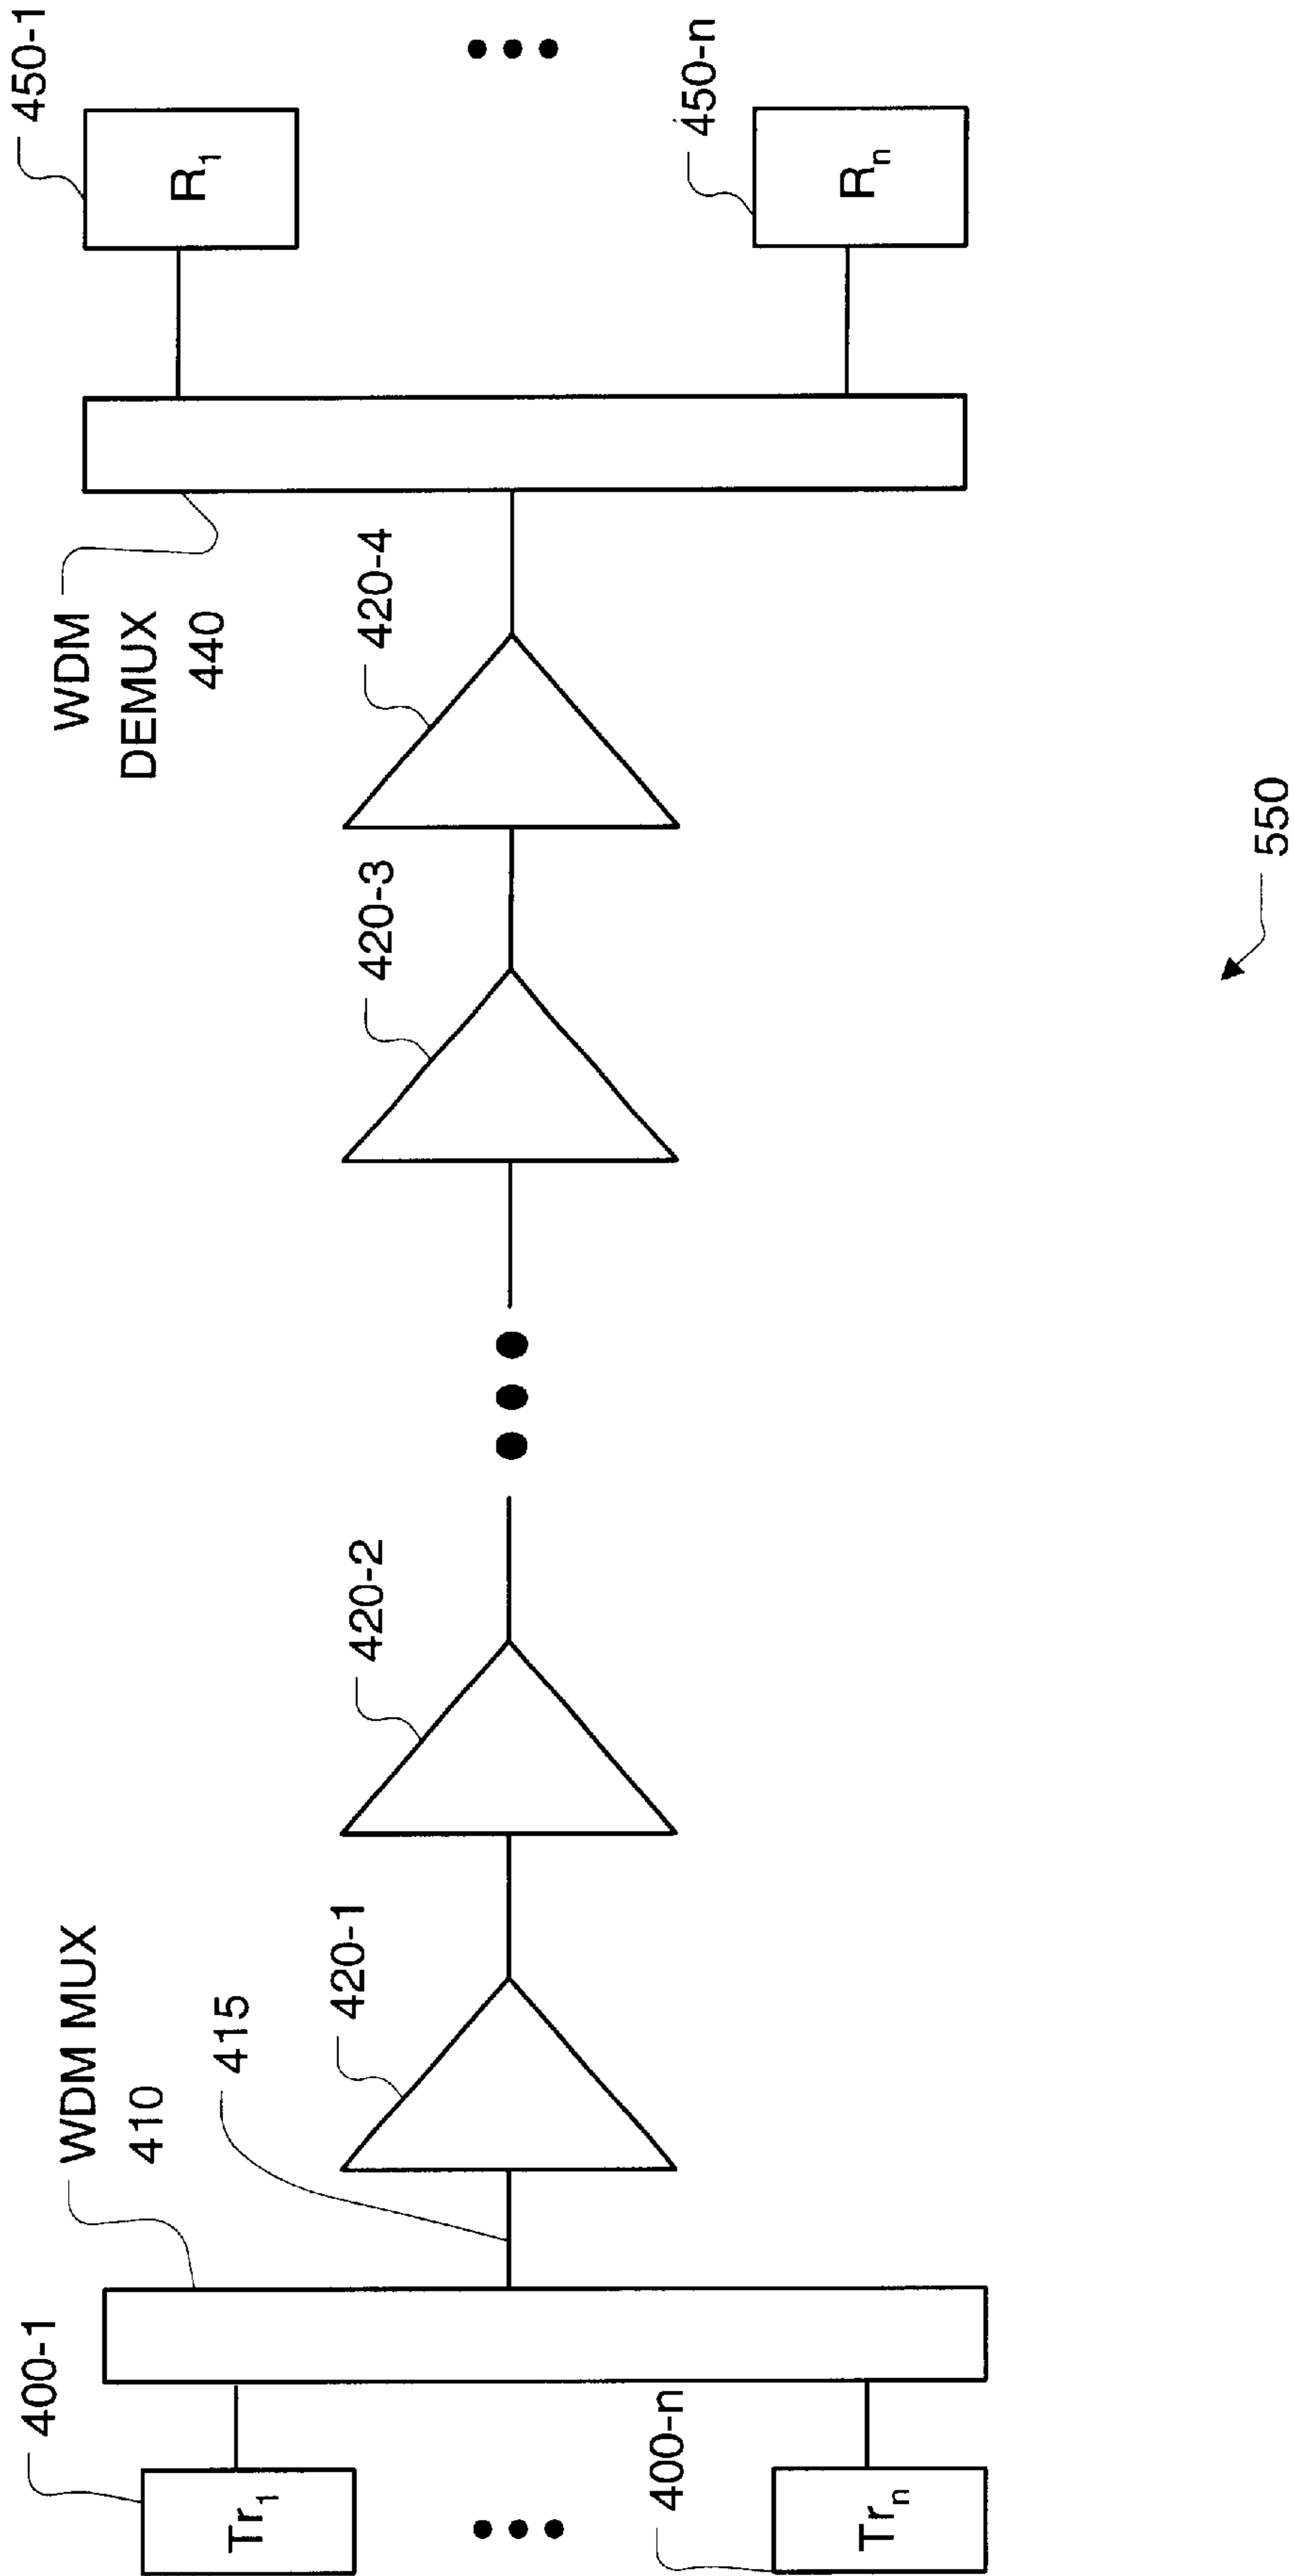 400-1
Tr1
400-n
Trn
WDM MUX
410
415
420-1
420-2
420-3
420-4
WDM
DEMUX
440
450-1
R1
450-n
Rn
550